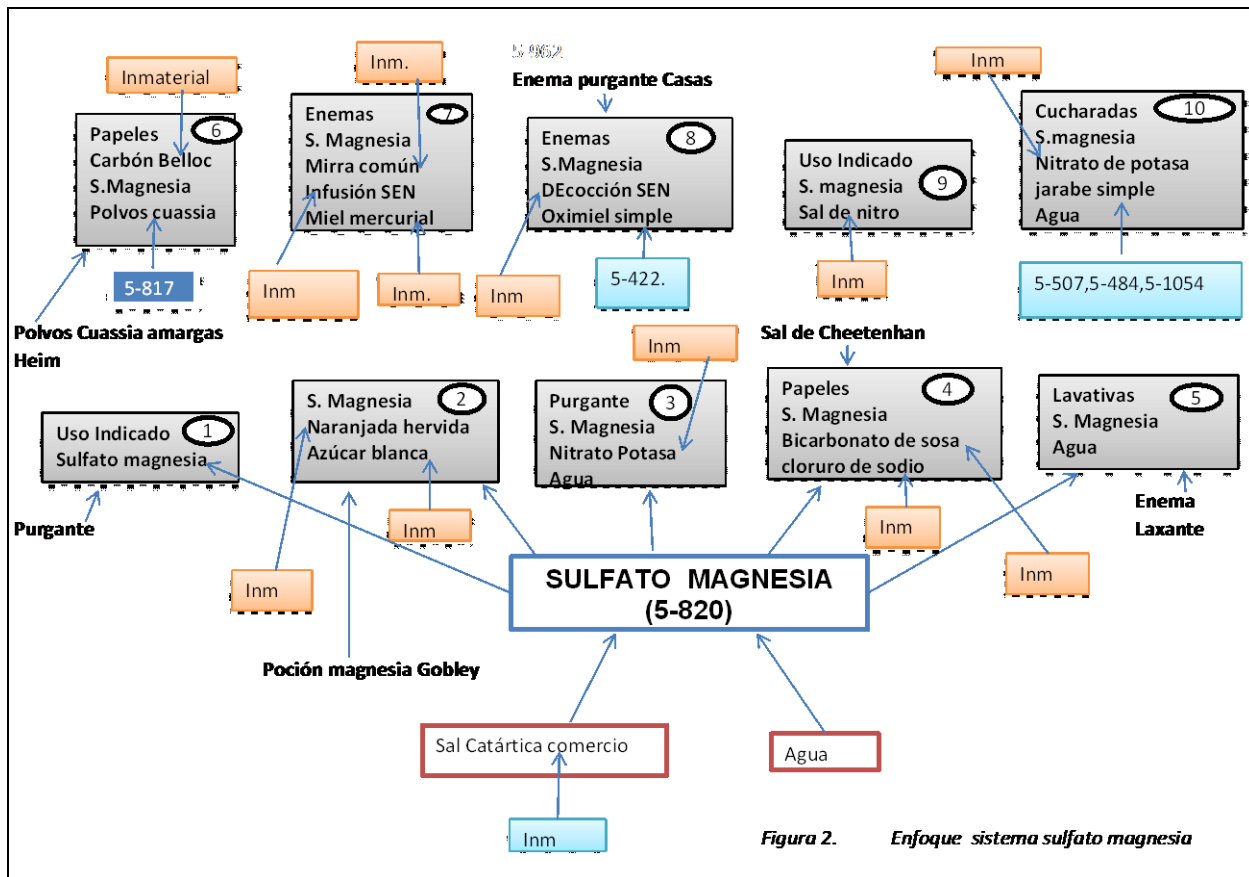 Inmaterial
Inm.
5-962
Enema purgante Casas
Inm
Papeles
6
Carbón Belloc
S.Magnesia
Polvos cuassia
Enemas
7
S. Magnesia
Mirra común
Infusión SEN
Miel mercurial
Enemas
8
S.Magnesia
DEcocción SEN
Oximiel simple
Uso Indicado
S. magnesia
9
Sal de nitro
Cucharadas
10
S.magnesia
Nitrato de potasa
jarabe simple
Agua
5-817
Inm
Inm.
Inm
5-422.
Inm
5-507,5-484,5-1054
Polvos Cuassia amargas
Heim
Inm
Sal de Cheetenhan
Uso Indicado
1
Sulfato magnesia
S. Magnesia
2
Naranjada hervida
Azúcar blanca
Purgante
3
S. Magnesia
Nitrato Potasa
Agua
Papeles
4
S. Magnesia
Bicarbonato de sosa
cloruro de sodio
Lavativas
5
S. Magnesia
Agua
Purgante
Inm
Inm
Enema
Laxante
Inm
Inm
SULFATO MAGNESIA
(5-820)
Poción magnesia Gobley
Sal Catártica comercio
Agua
Inm
Figura 2. Enfoque sistema sulfato magnesia